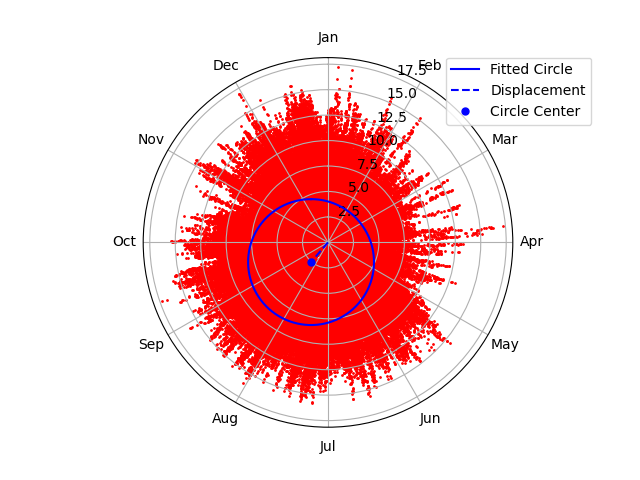 Jan
Feb
Mar
Apr
May
Jun
Jul
Aug
Sep
Oct
Nov
Dec
2.5
5.0
7.5
10.0
12.5
15.0
17.5
Fitted Circle
Displacement
Circle Center